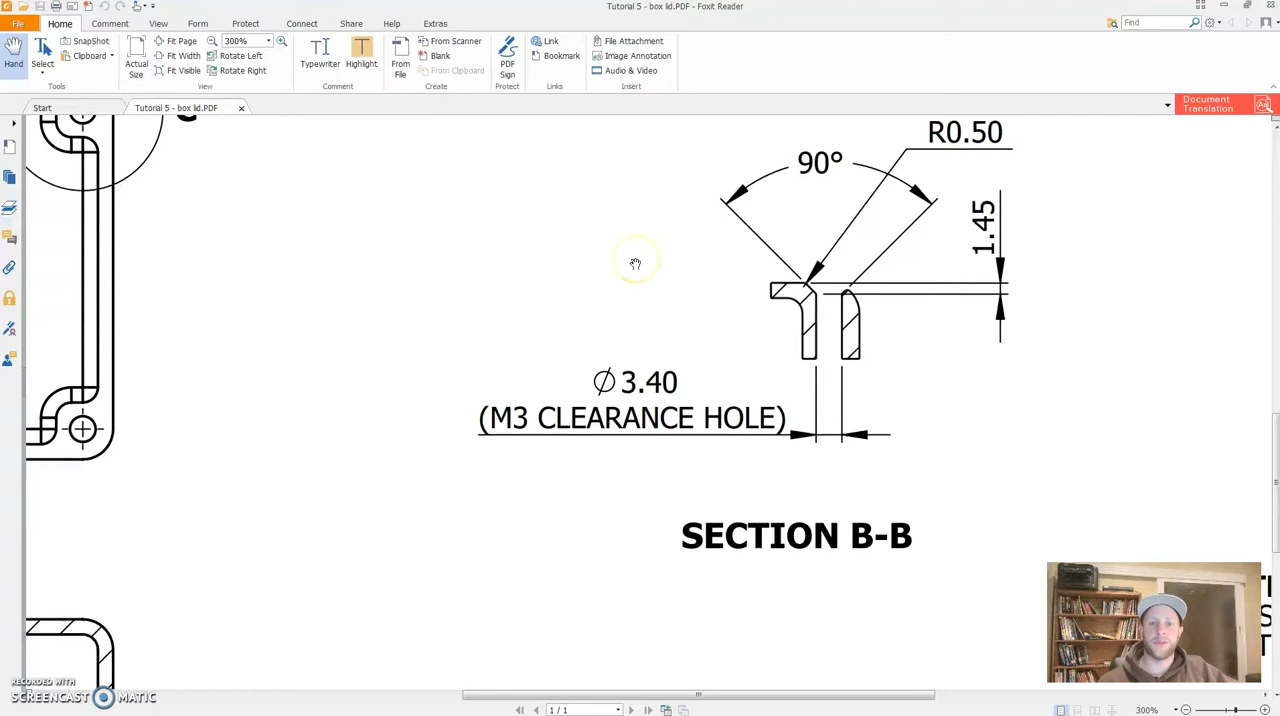 Tutorial 5 - box lid.PDF - Foxit Reader
File Home Comment View Form Protect Connect Share Help Extras
Find
Hand
Select
SnapShot
Clipboard
Tools
Actual
Size
Fit Page
Fit Width
Fit Visible
300%
Rotate Left
Rotate Right
View
Typewriter
Highlight
Comment
From
File
From Scanner
Blank
From Clipboard
Create
PDF
Sign
Protect
Link
Bookmark
Links
File Attachment
Image Annotation
Audio & Video
Insert
Start
Tutorial 5 - box lid.PDF
Document
Translation
R0.50
90°
1.45
∅ 3.40
(M3 CLEARANCE HOLE)
SECTION B-B
RECORDED WITH
SCREENCAST MATIC
1 / 1
300%